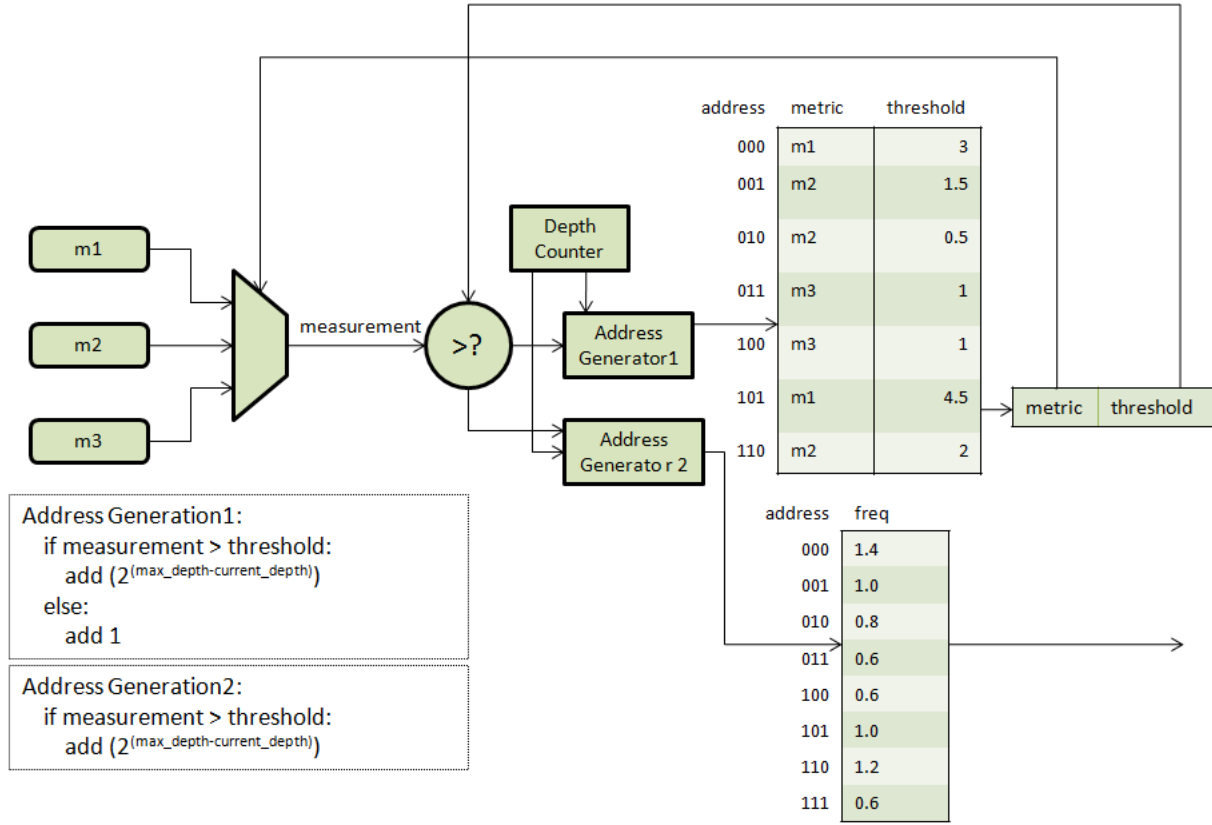 address metric threshold
000 m1 3
001 m2 1.5
010 m2 0.5
011 m3 1
100 m3 1
101 m1 4.5
110 m2 2
m1
m2
m3
measurement
>?
Depth
Counter
Address
Generator1
Address
Generator 2
metric threshold
Address Generation1:
if measurement > threshold:
add (2^(max_depth-current_depth))
else:
add 1
Address Generation2:
if measurement > threshold:
add (2^(max_depth-current_depth))
address freq
000 1.4
001 1.0
010 0.8
011 0.6
100 0.6
101 1.0
110 1.2
111 0.6